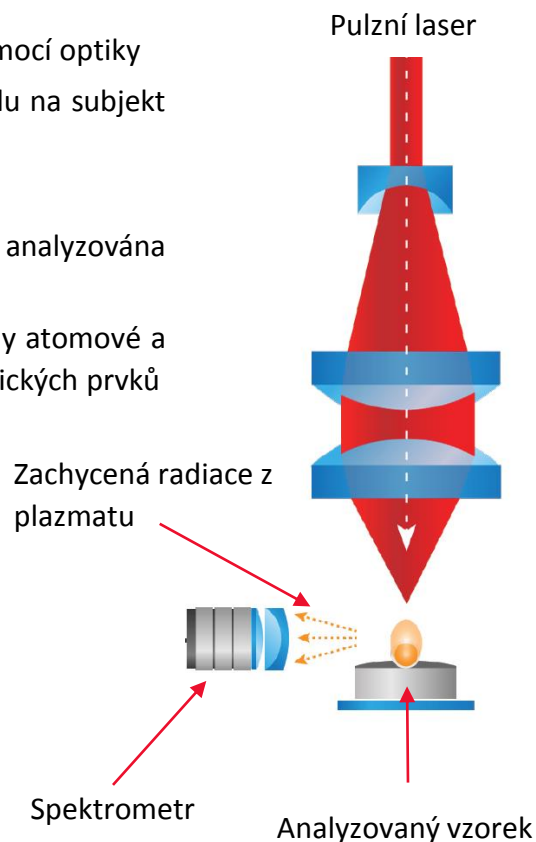 Pulzní laser
mocí optiky
du na subjekt
analyzována
y atomové a
ických prvků
Zachycená radiace z
plazmatu
Spektrometr
Analyzovaný vzorek